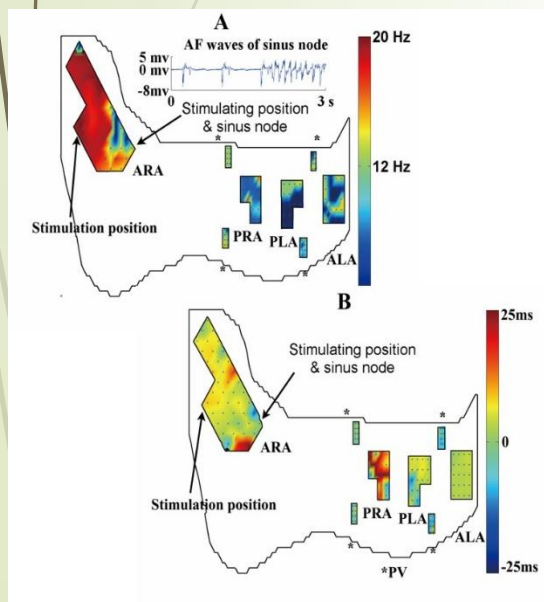 A
AF waves of sinus node
5 mv
0 mv
-8mv
0
3 s
20 Hz
12 Hz
Stimulating position
& sinus node
ARA
Stimulation position
*
*
PRA
PLA
ALA
*
*
B
25ms
0
-25ms
Stimulating position
& sinus node
ARA
Stimulation position
*
*
PRA
PLA
ALA
*
*
*PV